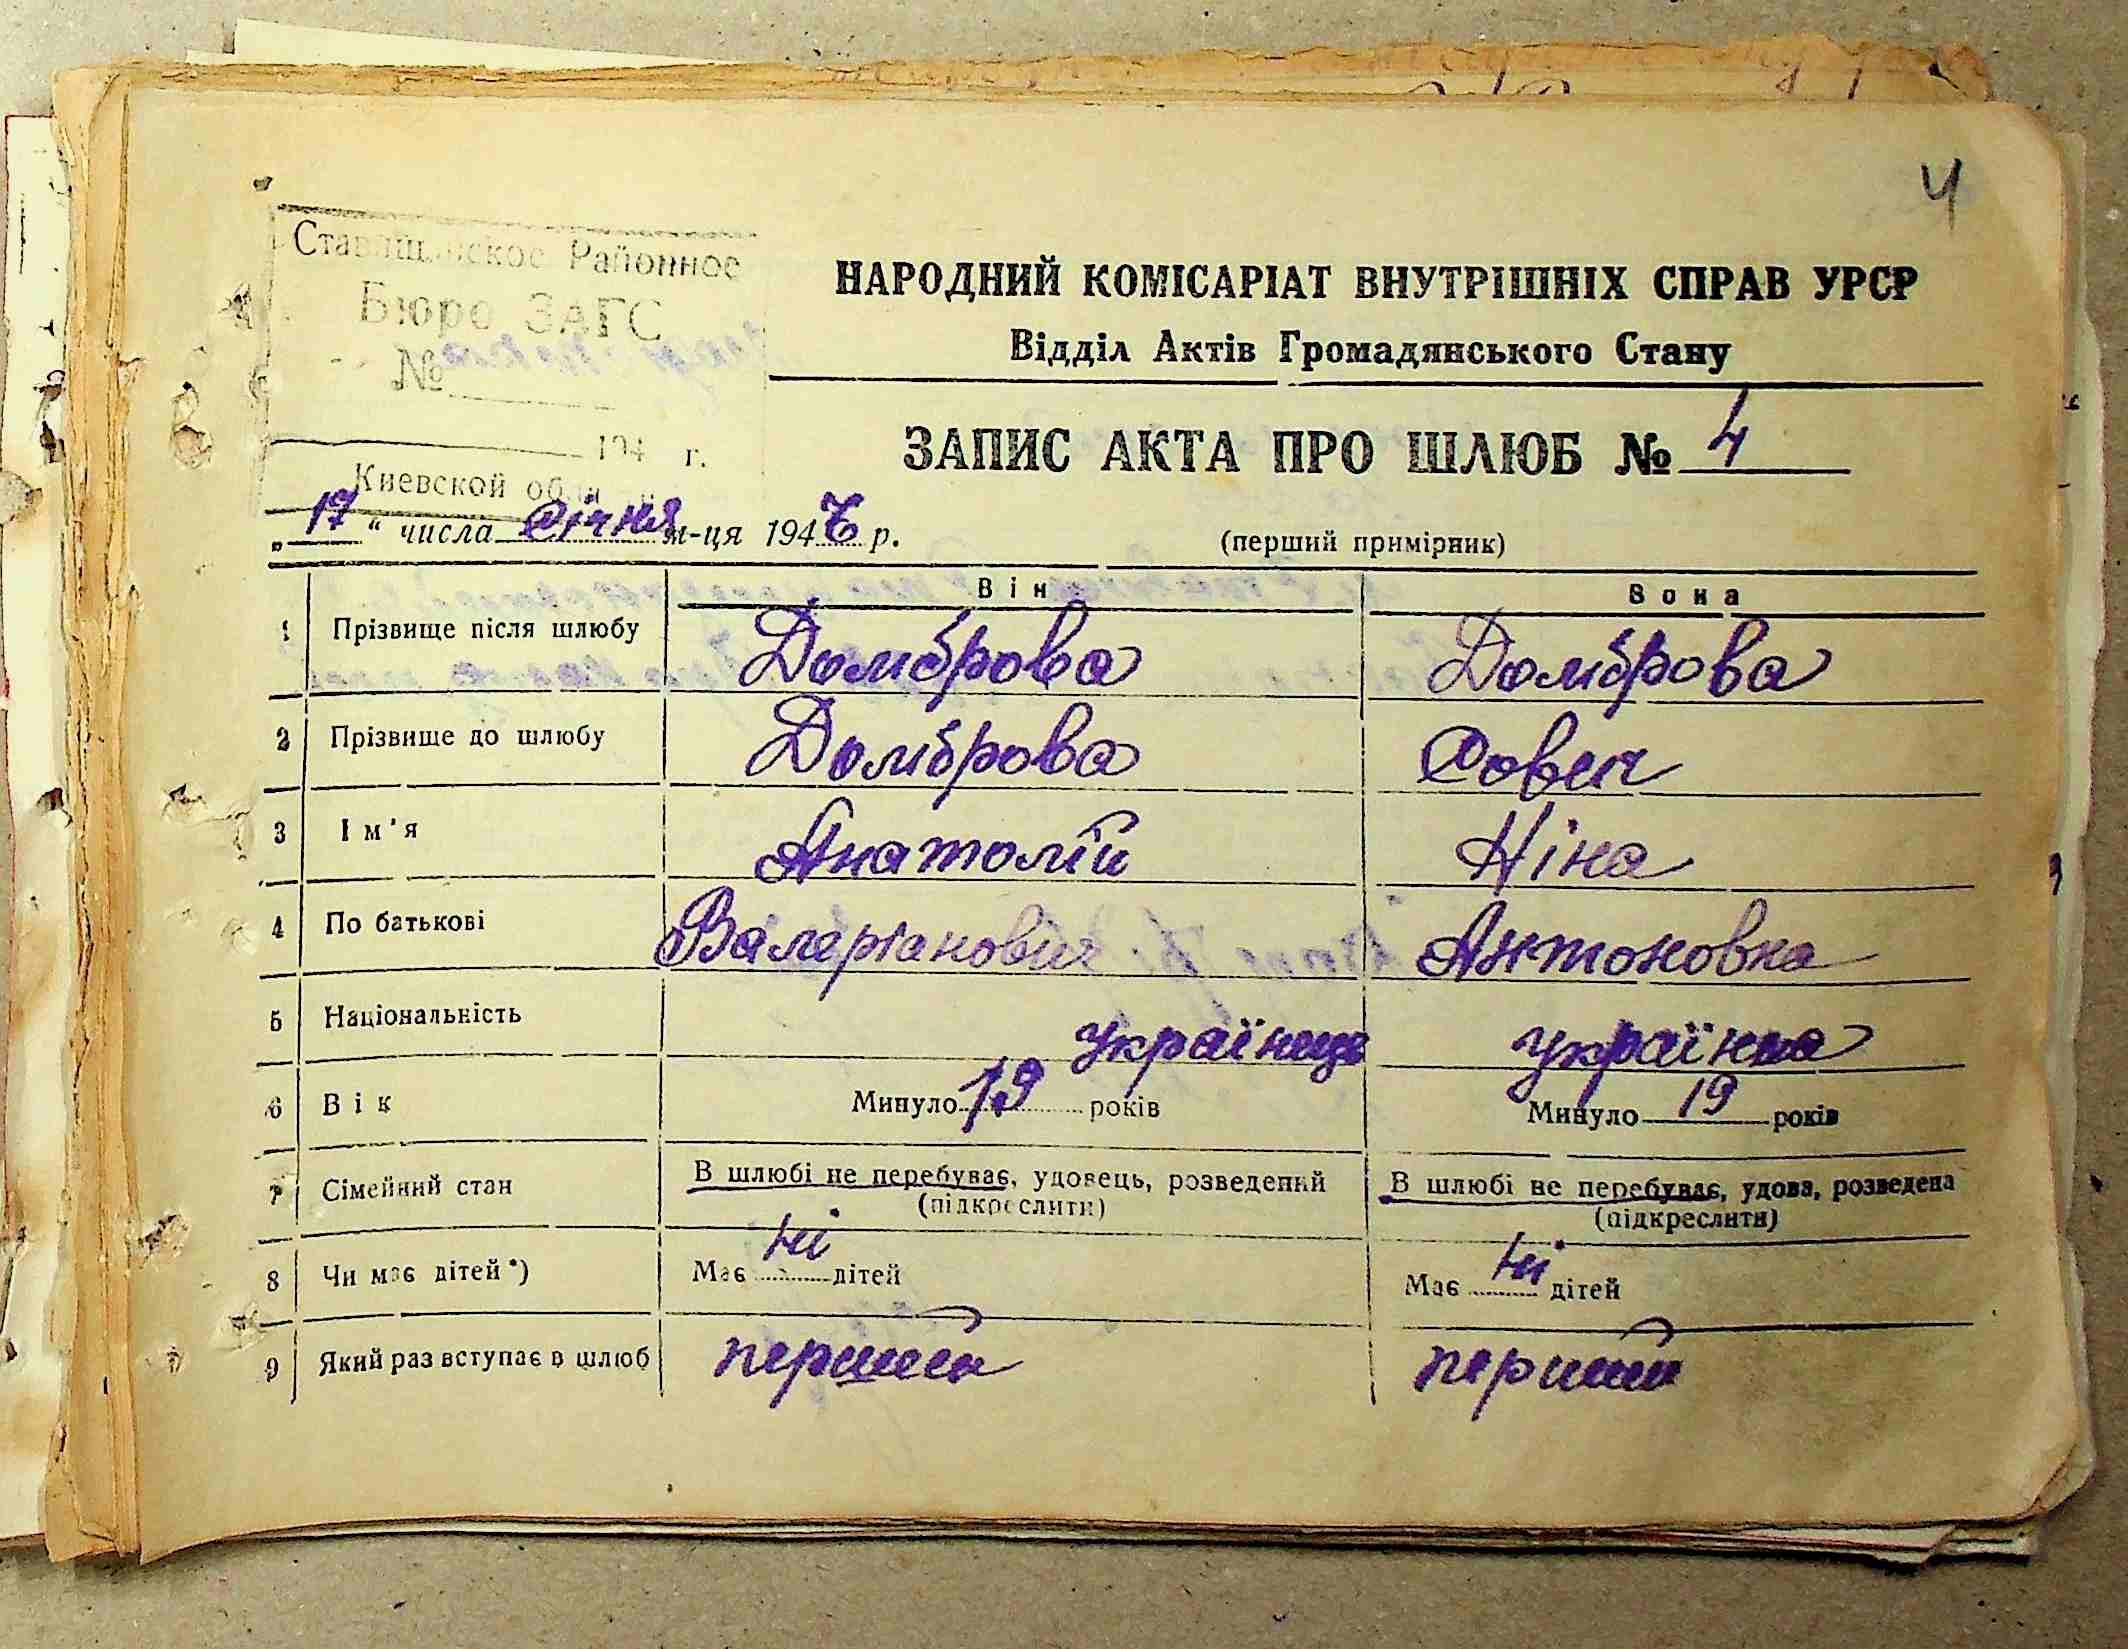 4
Ставищенское Районное
Бюро ЗАГС
№
194 г.
Киевской
НАРОДНИЙ КОМІСАРІАТ ВНУТРІШНІХ СПРАВ УРСР
Відділ Актів Громадянського Стану
ЗАПИС АКТА ПРО ШЛЮБ № 4
„17“ числа січня м-ця 194 р.
(перший примірник)
Він Вона
1 Прізвище після шлюбу Домброва Домброва
2 Прізвище до шлюбу Домброва
3 Ім'я Анатолій Ніна
4 По батькові Валеріанович Антоновна
5 Національність українець українка
6 Вік Минуло 19 років Минуло 19 років
7 Сімейний стан В шлюбі не перебуває, удовець, розведений В шлюбі не перебуває, удова, розведена
(підкреслити) (підкреслити)
8 Чи має дітей*) Має ні дітей Має ні дітей
9 Який раз вступає в шлюб перший перший